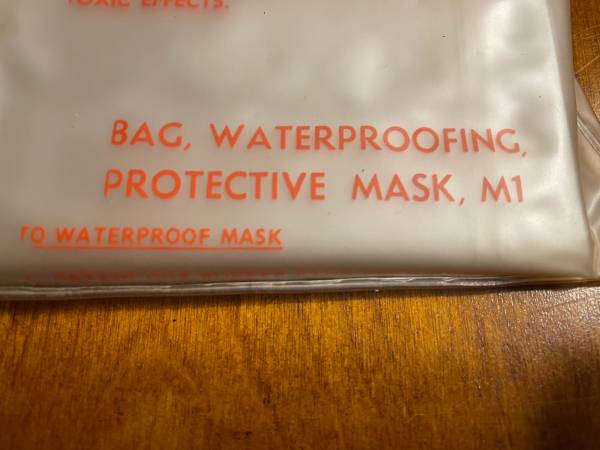 TOXIC EFFECTS.
BAG, WATERPROOFING,
PROTECTIVE MASK, M1
TO WATERPROOF MASK